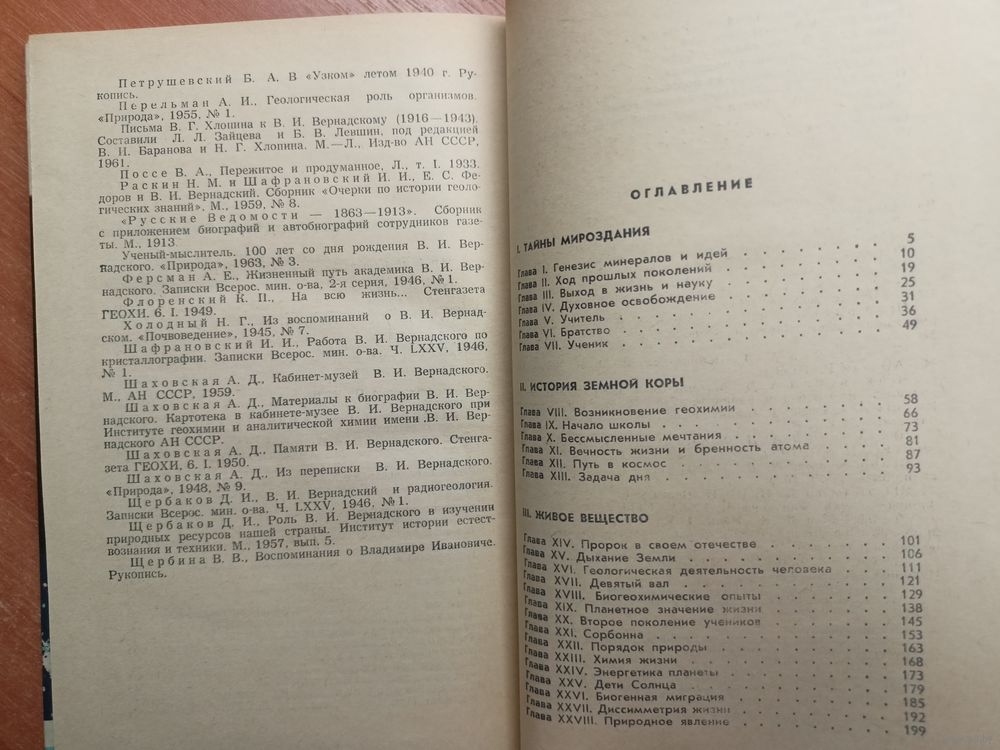 Петрушевский Б. А. В «Узком» летом 1940 г. Ру-
копись.
Перельман А. И., Геологическая роль организмов.
«Природа», 1955, № 1.
Письма В. Г. Хлопина к В. И. Вернадскому (1916—1943).
Составили Л. Л. Зайцева и Б. В. Левшин, под редакцией
В. И. Баранова и Н. Г. Хлопина. М.—Л., Изд-во АН СССР,
1961.
Поссе В. А., Пережитое и продуманное, Л., т. I. 1933.
Раскин Н. М. и Шафрановский И. И., Е. С. Фе-
доров и В. И. Вернадский. Сборник «Очерки по истории геоло-
гических знаний». М., 1959, № 8.
«Русские Ведомости — 1863—1913». Сборник
с приложением биографий и автобиографий сотрудников газе-
ты. М., 1913
Ученый-мыслитель. 100 лет со дня рождения В. И. Вер-
надского. «Природа», 1963, № 3.
Ферсман А. Е., Жизненный путь академика В. И. Вер-
надского. Записки Всерос. мин. о-ва, 2-я серия, 1946, № 1.
Флоренский К. П., На всю жизнь... Стенгазета
ГЕОХИ. 6. I. 1949.
Холодный Н. Г., Из воспоминаний о В. И. Вернад-
ском. «Почвоведение», 1945, № 7.
Шафрановский И. И., Работа В. И. Вернадского по
кристаллографии. Записки Всерос. мин. о-ва. Ч. LXXV, 1946,
№ 1.
Шаховская А. Д., Кабинет-музей В. И. Вернадского.
М., АН СССР, 1959.
Шаховская А. Д., Материалы к биографии В. И. Вер-
надского. Картотека в кабинете-музее В. И. Вернадского при
Институте геохимии и аналитической химии имени В. И. Вер-
надского АН СССР.
Шаховская А. Д., Памяти В. И. Вернадского. Стенга-
зета ГЕОХИ, 6. I. 1950.
Шаховская А. Д., Из переписки В. И. Вернадского.
«Природа», 1948, № 9.
Щербаков Д. И., В. И. Вернадский и радиогеология.
Записки Всерос. мин. о-ва. Ч. LXXV, 1946, № 1.
Щербаков Д. И., Роль В. И. Вернадского в изучении
природных ресурсов нашей страны. Институт истории естест-
вознания и техники. М., 1957, вып. 5.
Щербина В. В., Воспоминания о Владимире Ивановиче.
Рукопись.
ОГЛАВЛЕНИЕ
I. ТАЙНЫ МИРОЗДАНИЯ
Глава I. Генезис минералов и идей 5
Глава II. Ход прошлых поколений 10
Глава III. Выход в жизнь и науку 19
Глава IV. Духовное освобождение 25
Глава V. Учитель 31
Глава VI. Братство 36
Глава VII. Ученик 49
II. ИСТОРИЯ ЗЕМНОЙ КОРЫ
Глава VIII. Возникновение геохимии 58
Глава IX. Начало школы 66
Глава X. Бессмысленные мечтания 73
Глава XI. Вечность жизни и бренность атома 81
Глава XII. Путь в космос 87
Глава XIII. Задача дня 93
III. ЖИВОЕ ВЕЩЕСТВО
Глава XIV. Пророк в своем отечестве 101
Глава XV. Дыхание Земли 106
Глава XVI. Геологическая деятельность человека 111
Глава XVII. Девятый вал 121
Глава XVIII. Биогеохимические опыты 129
Глава XIX. Планетное значение жизни 138
Глава XX. Второе поколение учеников 145
Глава XXI. Сорбонна 153
Глава XXII. Порядок природы 163
Глава XXIII. Химия жизни 168
Глава XXIV. Энергетика планеты 173
Глава XXV. Дети Солнца 179
Глава XXVI. Биогенная миграция 185
Глава XXVII. Диссимметрия жизни 192
Глава XXVIII. Природное явление 199